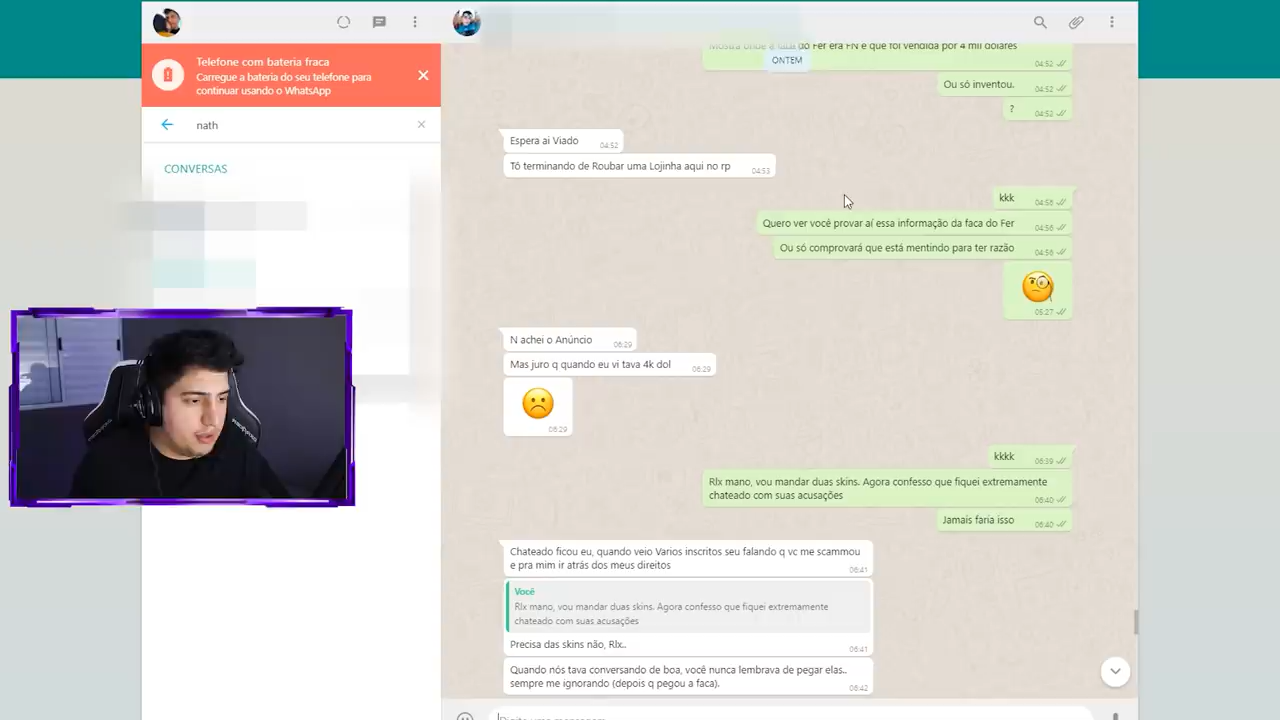 Telefone com bateria fraca
Carregue a bateria do seu telefone para
continuar usando o WhatsApp
nath
CONVERSAS
Mostra onde a faca do Fer era FN e que foi vendida por 4 mil dólares
04:52
ONTEM
Ou só inventou.
04:52
?
04:52
Espera ai Viado
04:52
Tô terminando de Roubar uma Lojinha aqui no rp
04:53
kkk
04:56
Quero ver você provar aí essa informação da faca do Fer
04:56
Ou só comprovará que está mentindo para ter razão
04:56
05:27
N achei o Anúncio
06:29
Mas juro q quando eu vi tava 4k dol
06:29
06:29
kkkk
06:39
Rlx mano, vou mandar duas skins. Agora confesso que fiquei extremamente
chateado com suas acusações
06:40
Jamais faria isso
06:40
Chateado ficou eu, quando veio Varios inscritos seu falando q vc me scammou
e pra mim ir atrás dos meus direitos
06:41
Você
Rlx mano, vou mandar duas skins. Agora confesso que fiquei extremamente
chateado com suas acusações
Precisa das skins não, Rlx..
06:41
Quando nós tava conversando de boa, você nunca lembrava de pegar elas..
sempre me ignorando (depois q pegou a faca).
06:42
Digite uma mensagem